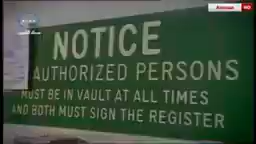 NOTICE
AUTHORIZED PERSONS
MUST BE IN VAULT AT ALL TIMES
AND BOTH MUST SIGN THE REGISTER